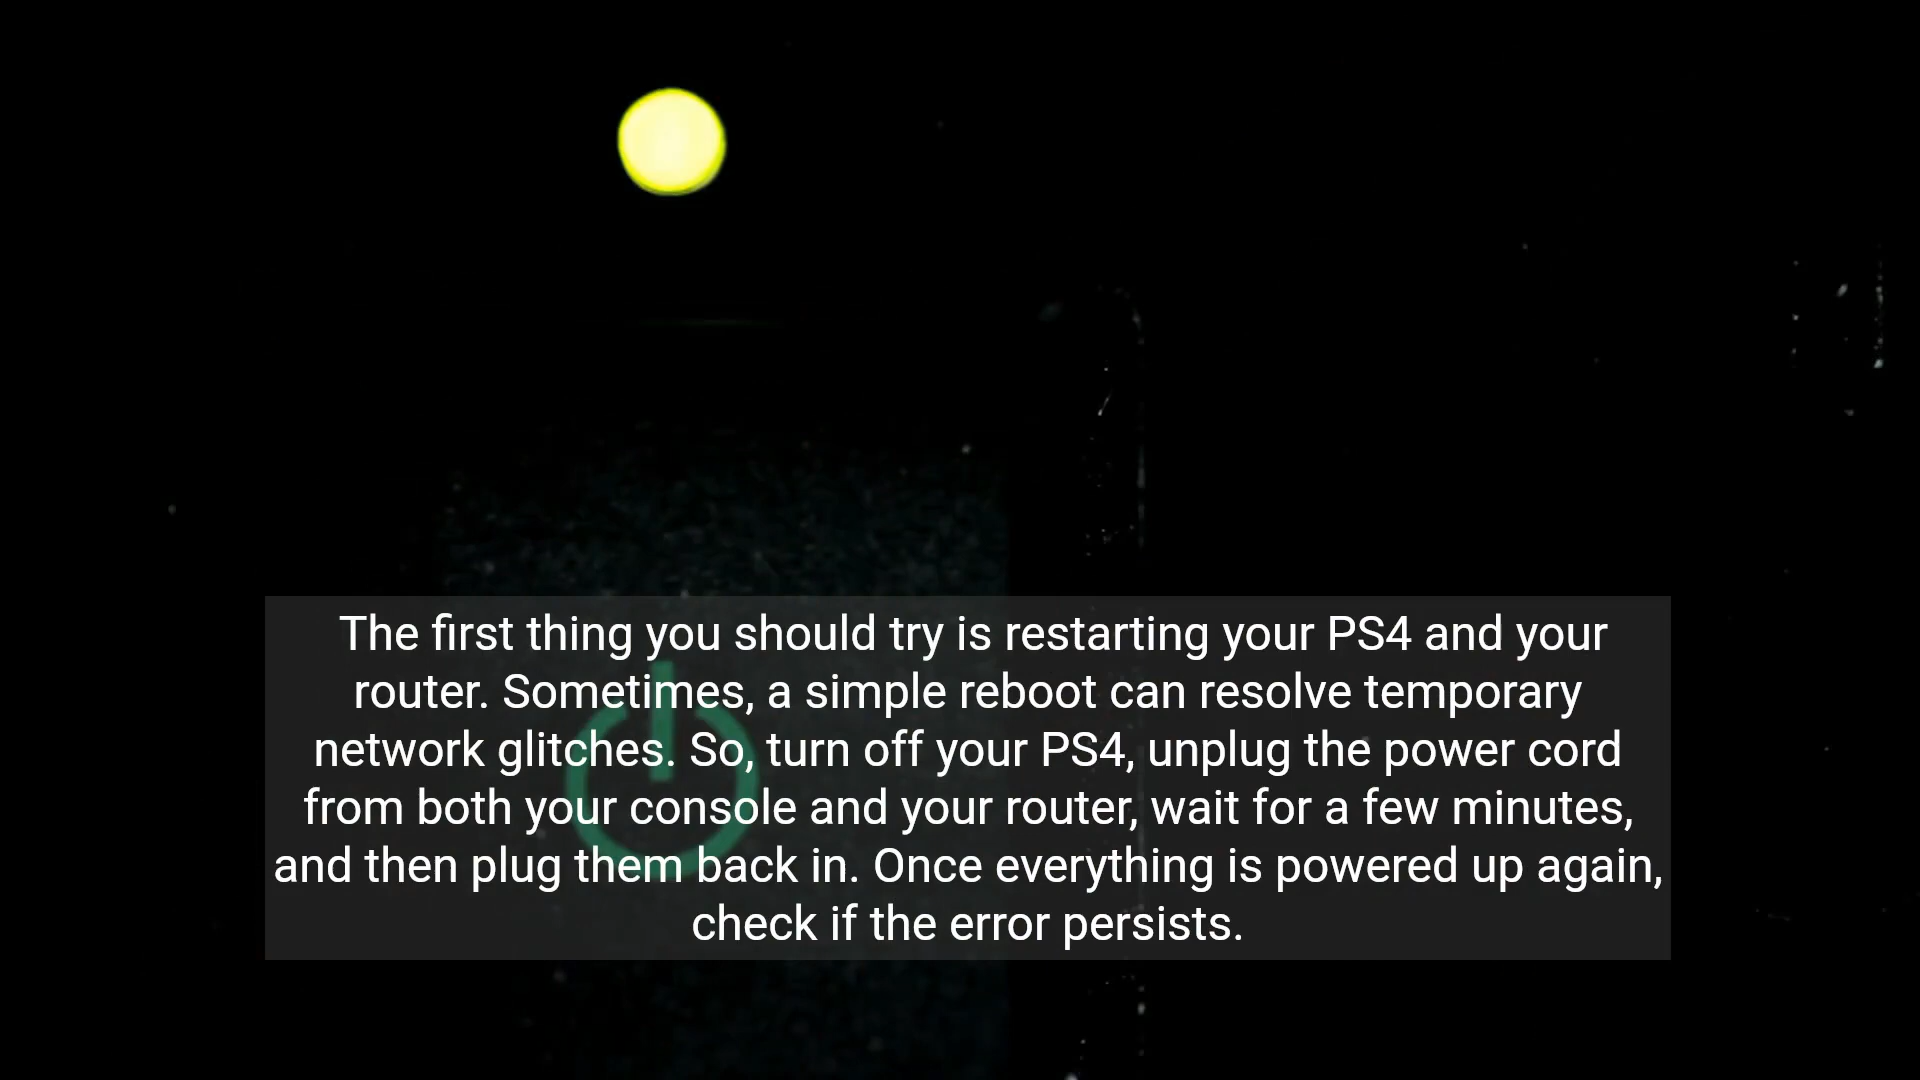 The first thing you should try is restarting your PS4 and your
router. Sometimes, a simple reboot can resolve temporary
network glitches. So, turn off your PS4, unplug the power cord
from both your console and your router, wait for a few minutes,
and then plug them back in. Once everything is powered up again,
check if the error persists.